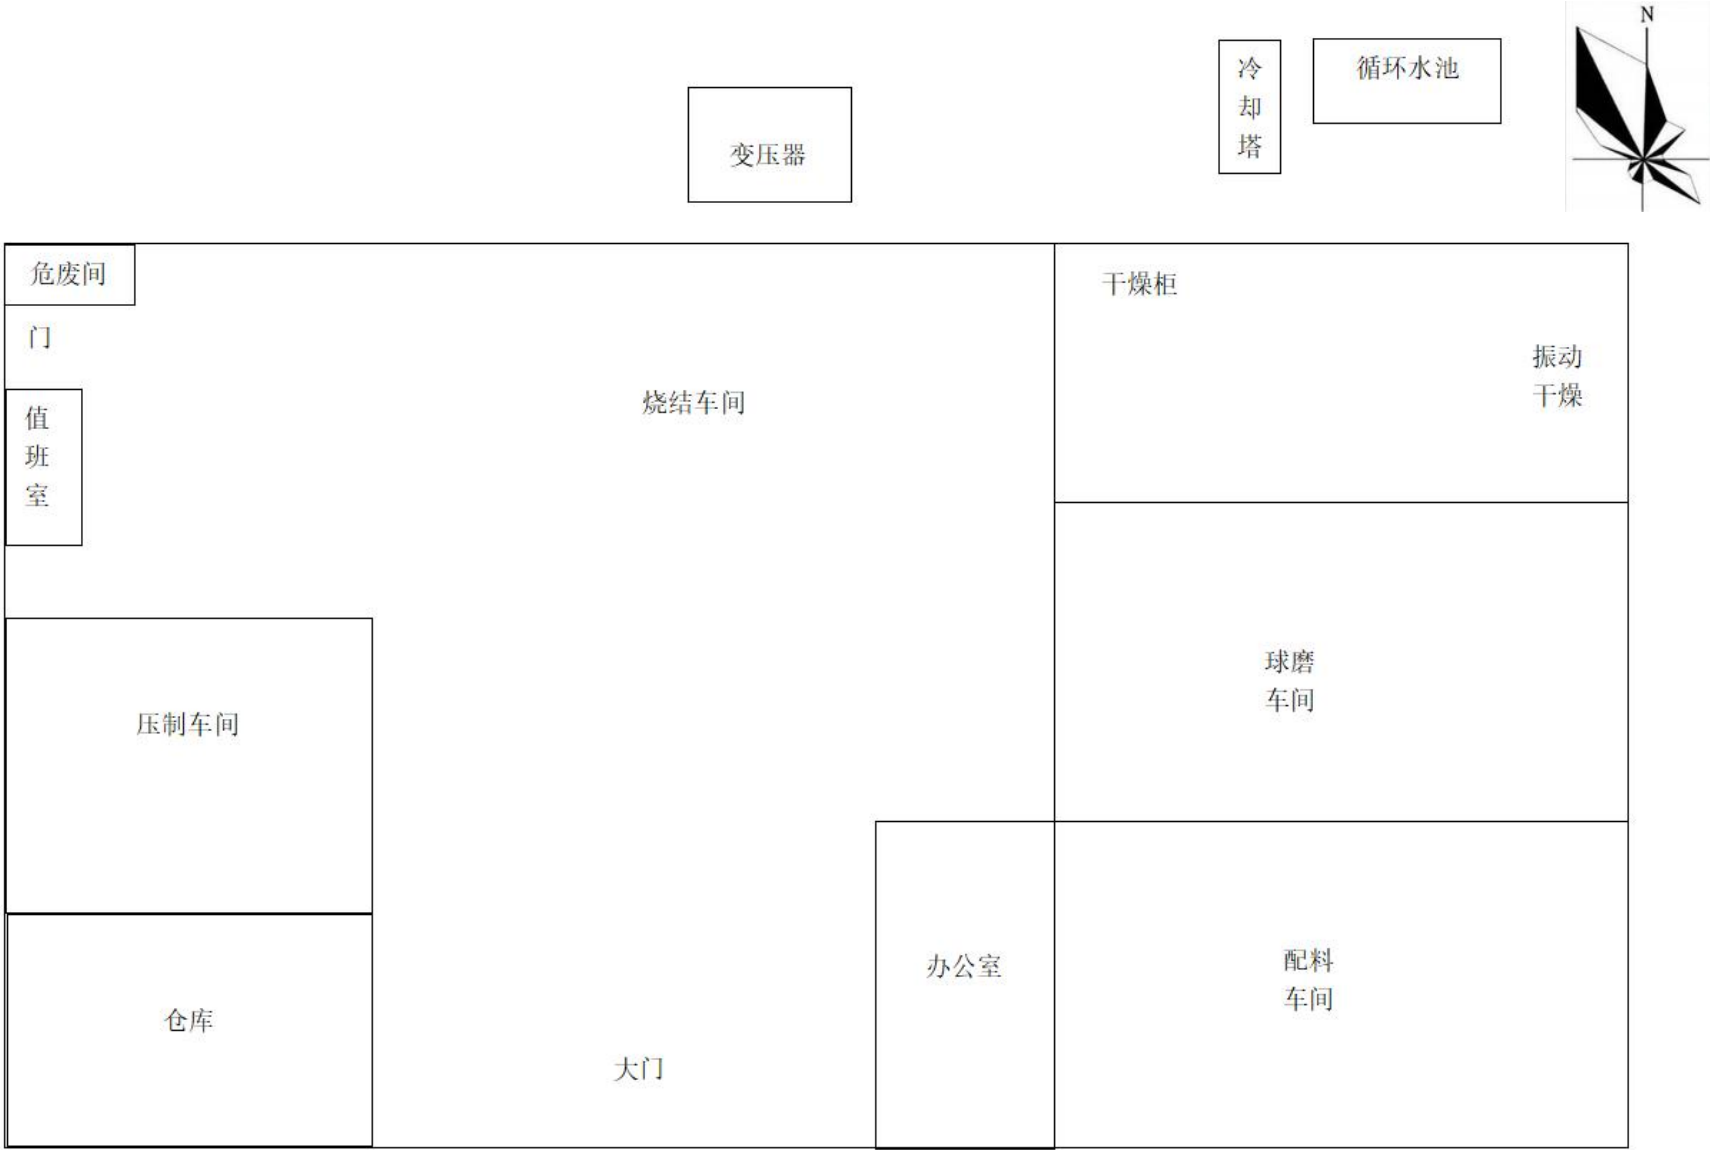 N
冷
却
塔
循环水池
变压器
危废间
门
值
班
室
烧结车间
干燥柜
振动
干燥
球磨
车间
压制车间
仓库
大门
办公室
配料
车间